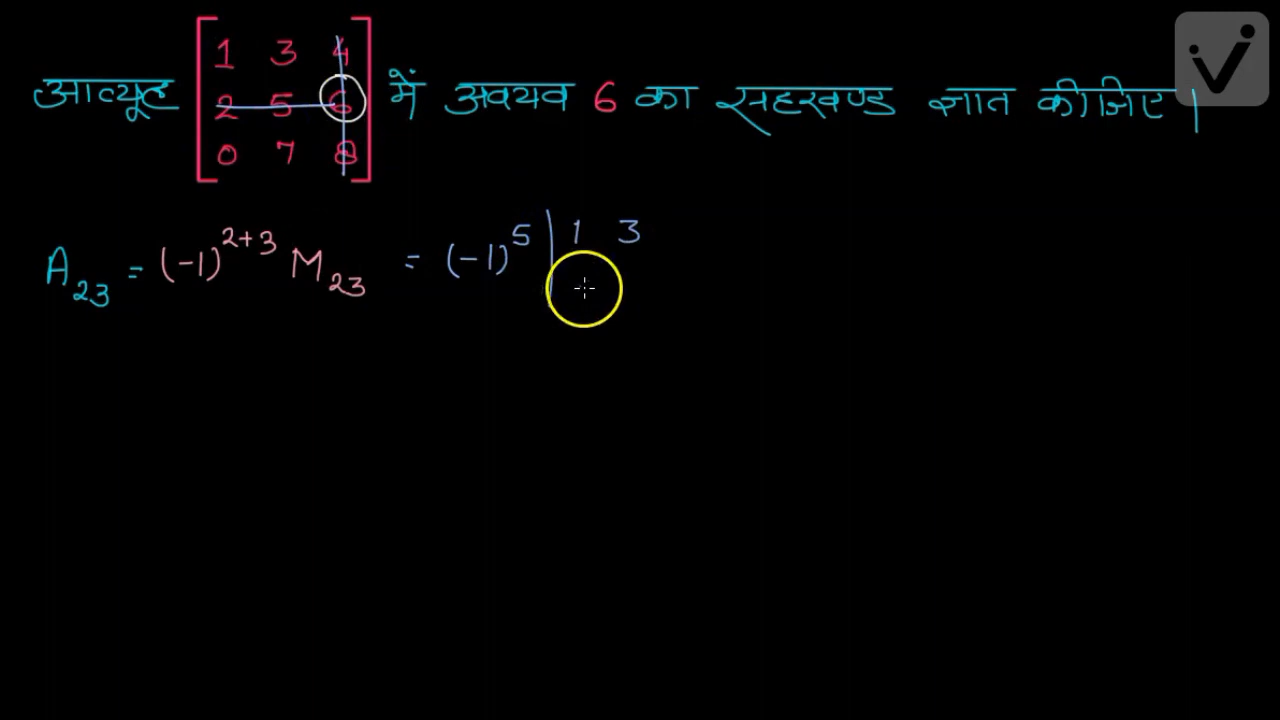 आव्यूह [1 3 4
2 5 6
0 7 8] में अवयव 6 का सहखण्ड ज्ञात कीजिए।
A₂₃ = (-1)²⁺³ M₂₃ = (-1)⁵ | 1 3